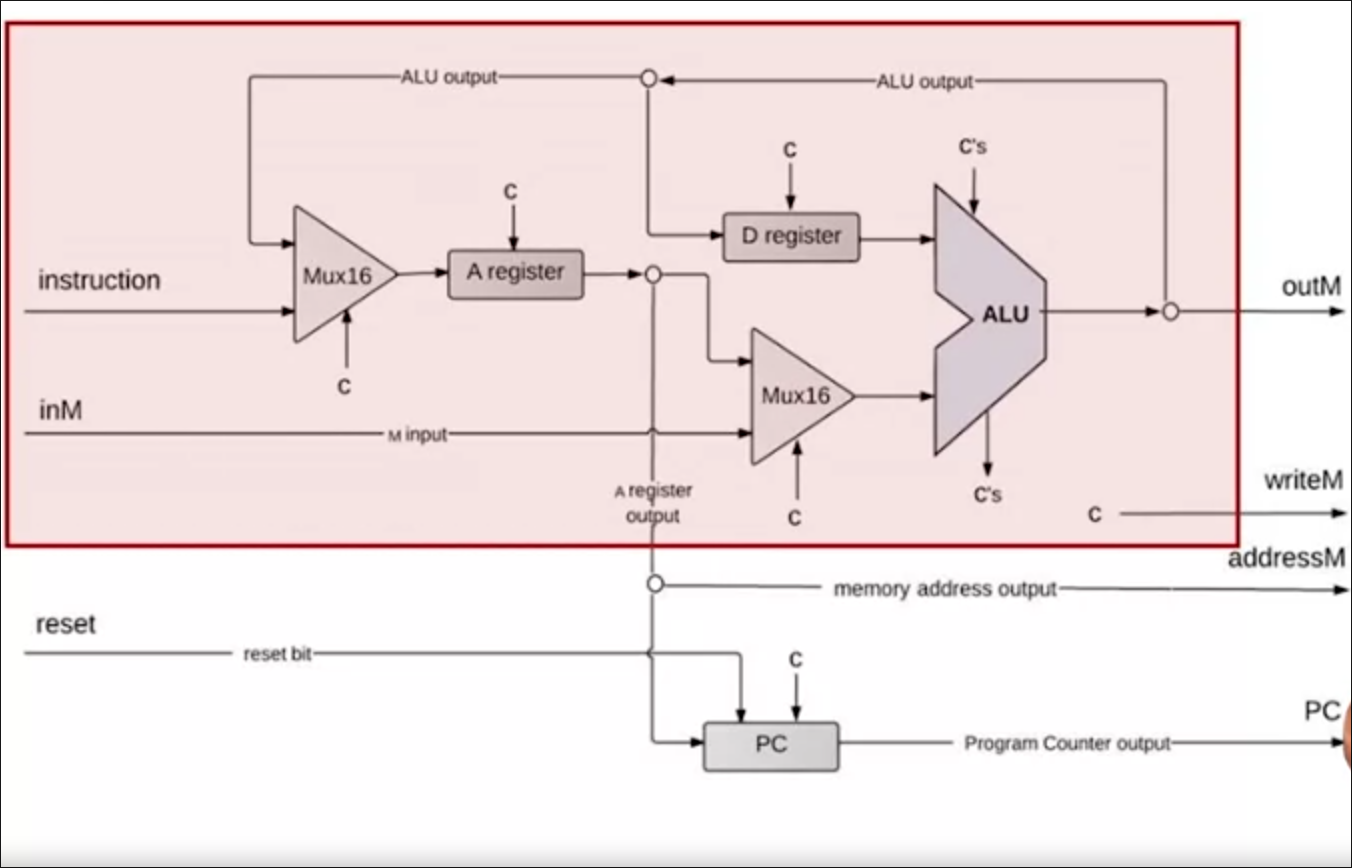 ALU output
ALU output
C
C's
C
D register
Mux16
A register
instruction
ALU
outM
C
Mux16
inM
M input
A register
output
C
C's
C
writeM
addressM
memory address output
reset
reset bit
C
PC
PC
Program Counter output